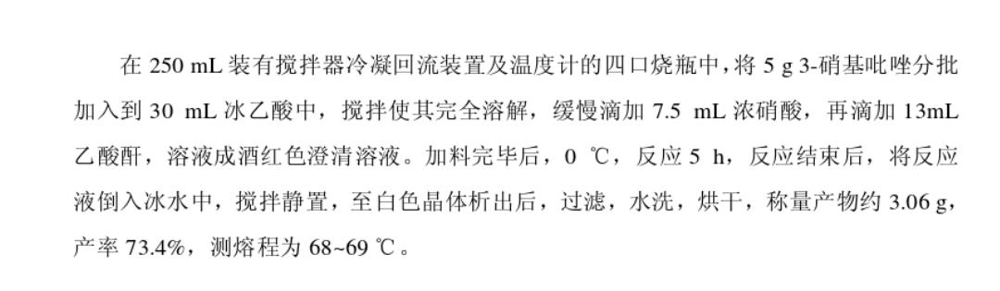 在 250 mL 装有搅拌器冷凝回流装置及温度计的四口烧瓶中，将 5 g 3-硝基吡唑分批
加入到 30 mL 冰乙酸中，搅拌使其完全溶解，缓慢滴加 7.5 mL 浓硝酸，再滴加 13mL
乙酸酐，溶液成酒红色澄清溶液。加料完毕后，0 ℃，反应 5 h，反应结束后，将反应
液倒入冰水中，搅拌静置，至白色晶体析出后，过滤，水洗，烘干，称量产物约 3.06 g，
产率 73.4%，测熔程为 68~69 ℃。